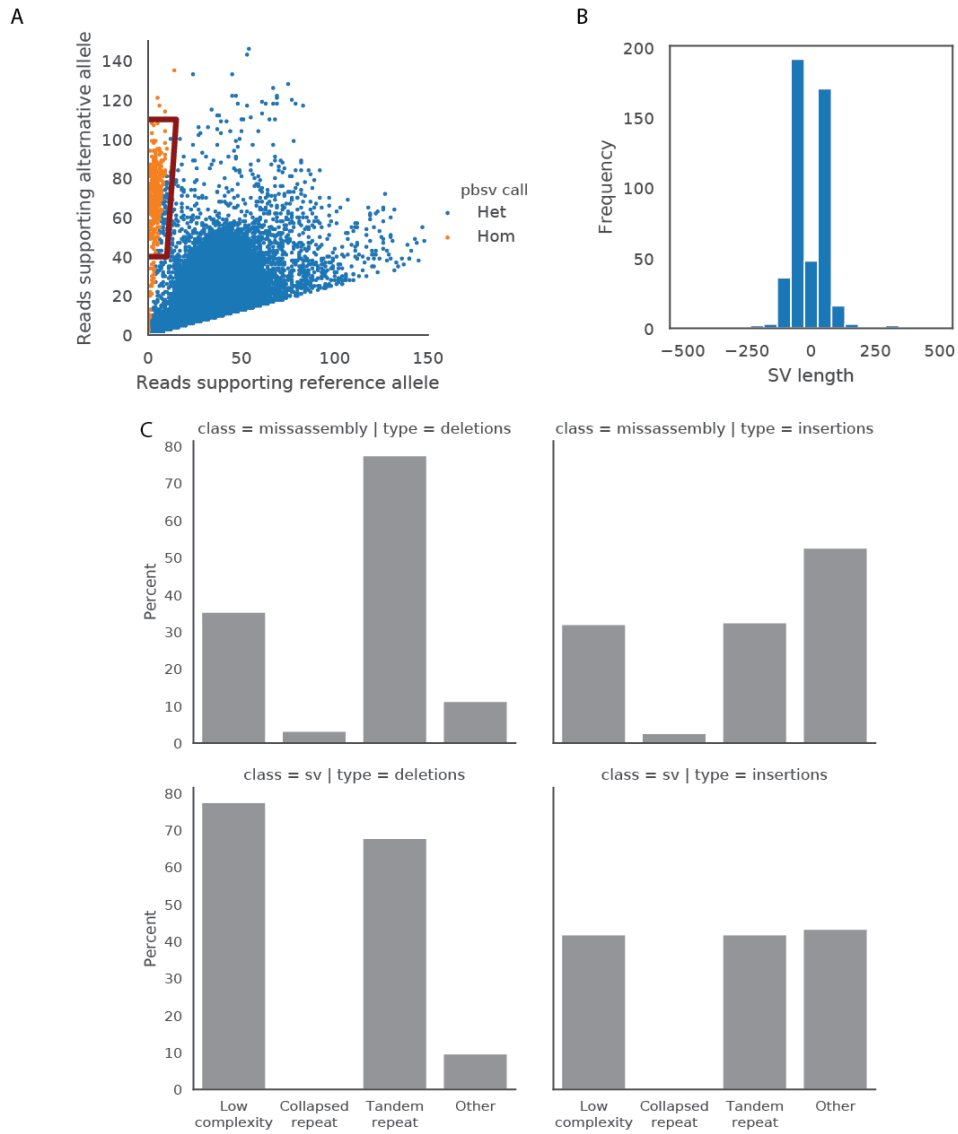 A
Reads supporting alternative allele
140
120
100
80
60
40
20
0
0 50 100 150
Reads supporting reference allele
pbsv call
Het
Hom
B
Frequency
200
150
100
50
0
−500 −250 0 250 500
SV length
C
class = missassembly | type = deletions
Percent
80
70
60
50
40
30
20
10
0
class = missassembly | type = insertions
class = sv | type = deletions
Percent
80
70
60
50
40
30
20
10
0
Low Collapsed Tandem Other
complexity repeat repeat
class = sv | type = insertions
Low Collapsed Tandem Other
complexity repeat repeat